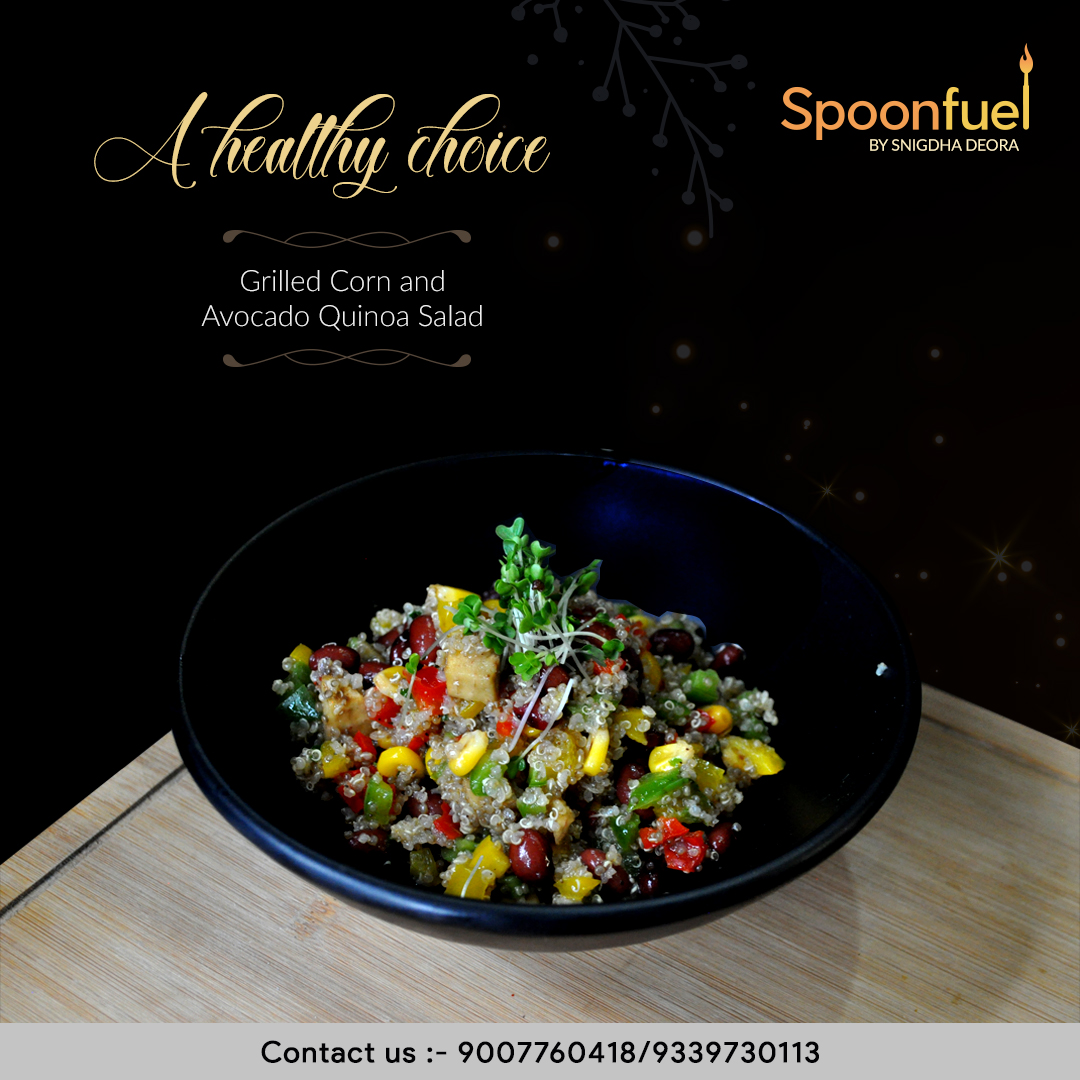 A healthy choice
Spoonfuel
BY SNIGDHA DEORA
Grilled Corn and
Avocado Quinoa Salad
Contact us :- 9007760418/9339730113